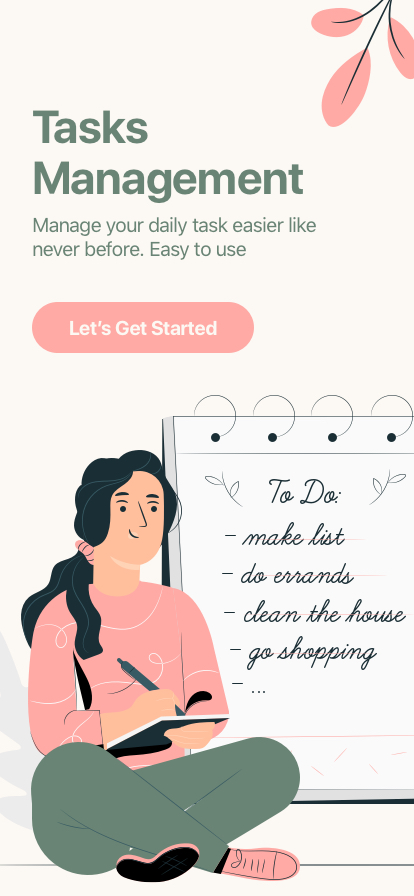 Tasks
Management
Manage your daily task easier like
never before. Easy to use
Let’s Get Started
To Do:
– make list
– do errands
– clean the house
– go shopping
– ...